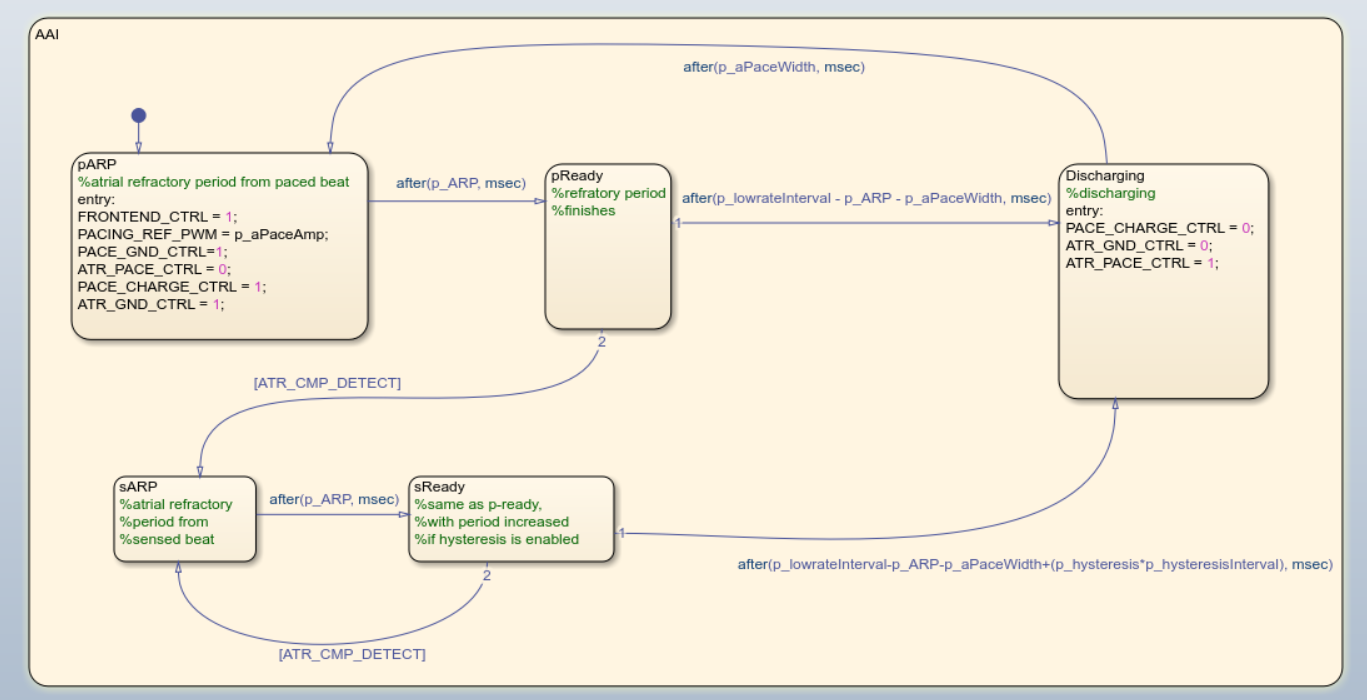 AAI
after(p_aPaceWidth, msec)
pARP
%atrial refractory period from paced beat
entry:
FRONTEND_CTRL = 1;
PACING_REF_PWM = p_aPaceAmp;
PACE_GND_CTRL=1;
ATR_PACE_CTRL = 0;
PACE_CHARGE_CTRL = 1;
ATR_GND_CTRL = 1;
after(p_ARP, msec)
pReady
%refratory period
%finishes
1
after(p_lowrateInterval - p_ARP - p_aPaceWidth, msec)
Discharging
%discharging
entry:
PACE_CHARGE_CTRL = 0;
ATR_GND_CTRL = 0;
ATR_PACE_CTRL = 1;
2
[ATR_CMP_DETECT]
sARP
%atrial refractory
%period from
%sensed beat
after(p_ARP, msec)
sReady
%same as p-ready,
%with period increased
%if hysteresis is enabled
1
after(p_lowrateInterval-p_ARP-p_aPaceWidth+(p_hysteresis*p_hysteresisInterval), msec)
2
[ATR_CMP_DETECT]